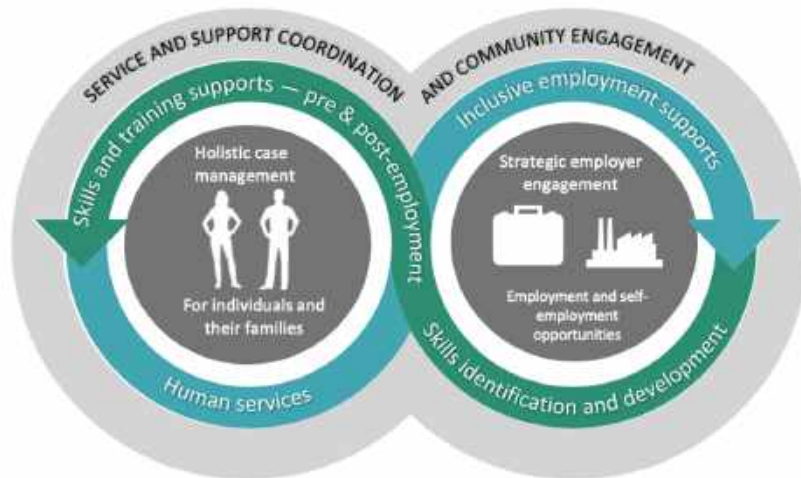 SERVICE AND SUPPORT COORDINATION
AND COMMUNITY ENGAGEMENT
Skills and training supports — pre & post-employment
Holistic case
management
For individuals and
their families
Human services
Inclusive employment supports
Strategic employer
engagement
Employment and self-
employment
opportunities
Skills identification and development